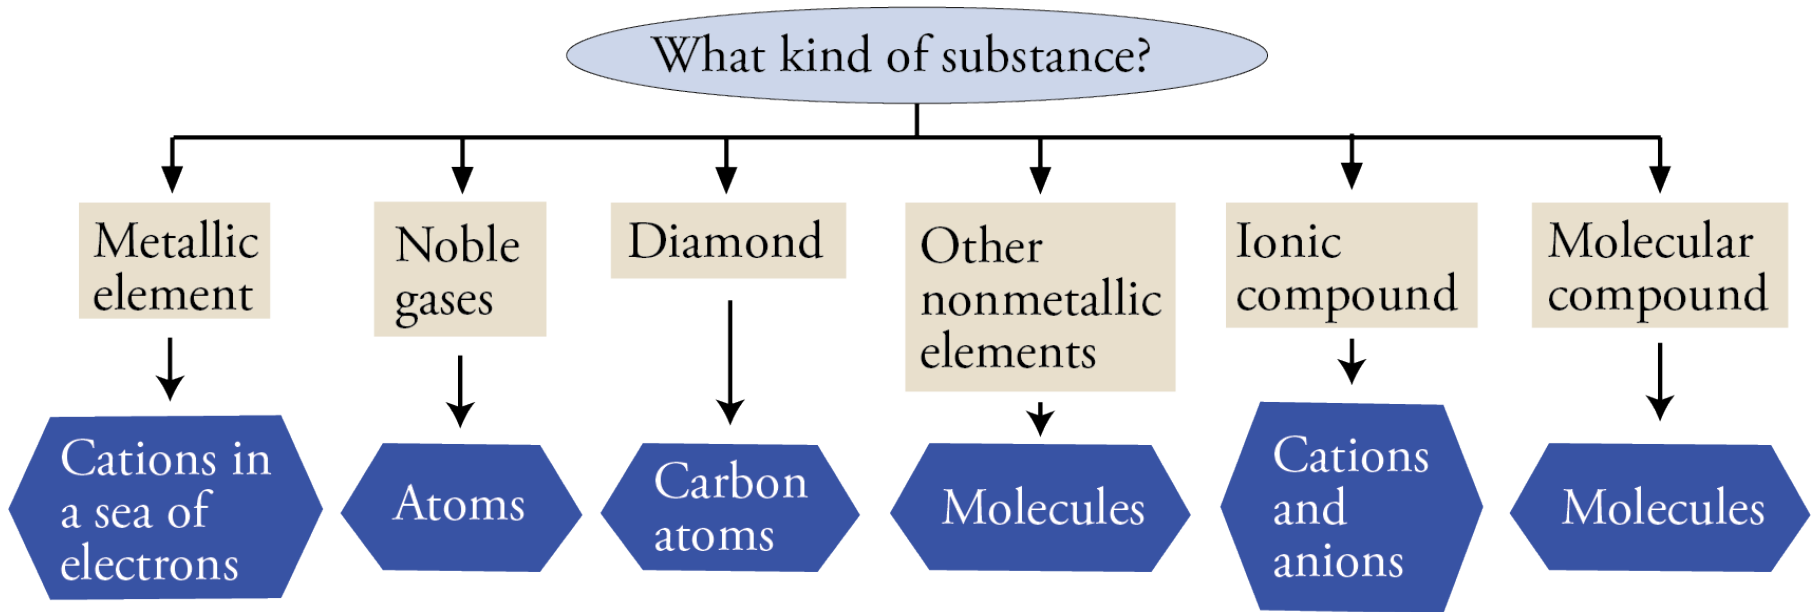 What kind of substance?
Metallic
element
Noble
gases
Diamond
Other
nonmetallic
elements
Ionic
compound
Molecular
compound
Cations in
a sea of
electrons
Atoms
Carbon
atoms
Molecules
Cations
and
anions
Molecules